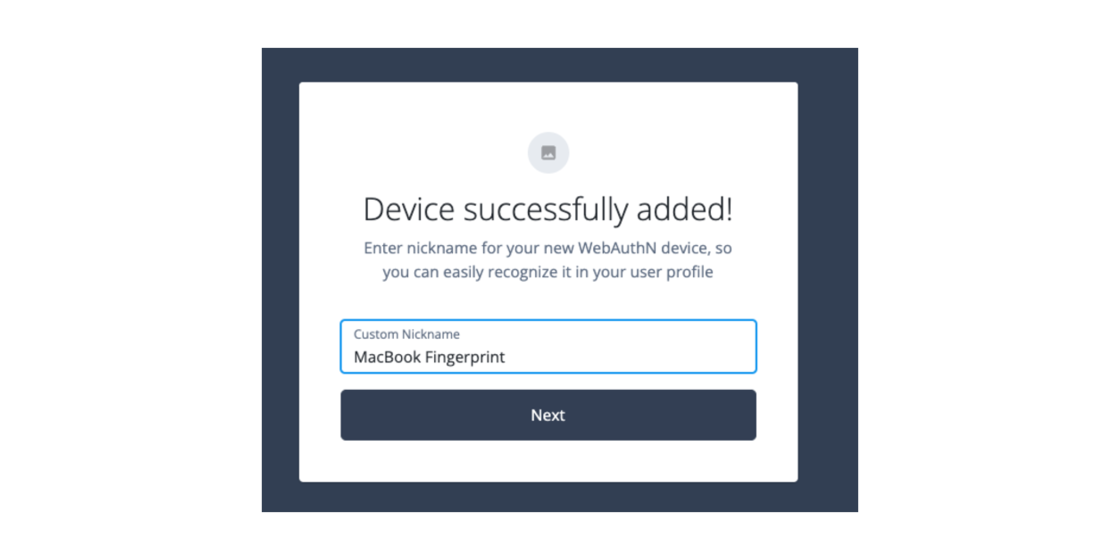 Device successfully added!
Enter nickname for your new WebAuthN device, so
you can easily recognize it in your user profile
Custom Nickname
MacBook Fingerprint
Next